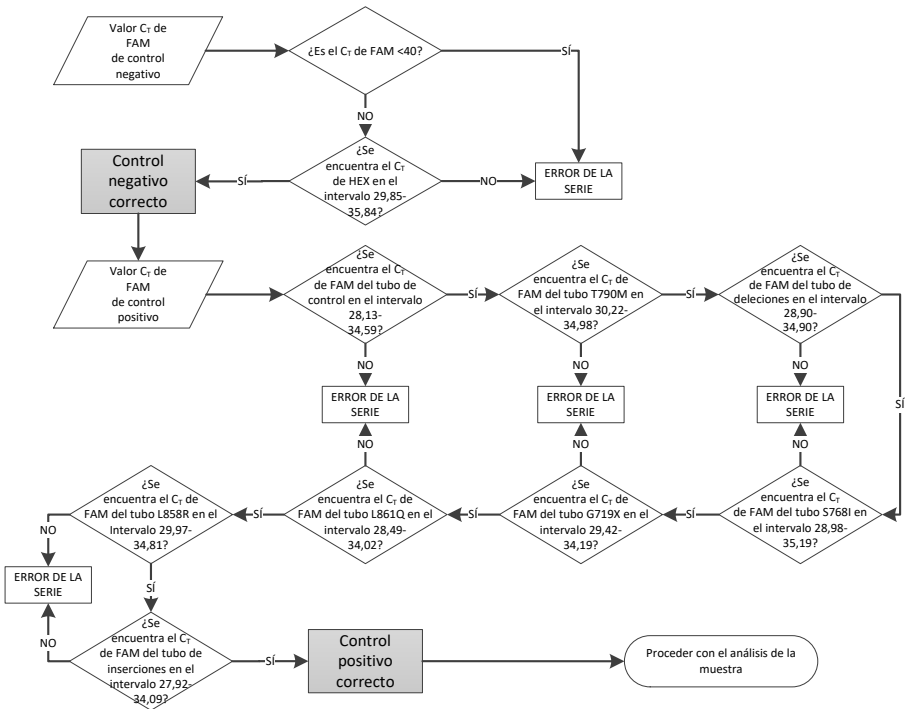 Valor CT de
FAM
de control
negativo
¿Es el CT de FAM <40?
SÍ
NO
¿Se
encuentra el CT
de HEX en el
intervalo 29,85-
35,84?
SÍ
NO
ERROR DE LA
SERIE
Control
negativo
correcto
Valor CT de
FAM
de control
positivo
¿Se
encuentra el CT
de FAM del tubo de
control en el intervalo
28,13-
34,59?
SÍ
¿Se
encuentra el CT de
FAM del tubo T790M en
el intervalo 30,22-
34,98?
SÍ
¿Se
encuentra el CT
de FAM del tubo de
deleciones en el intervalo
28,90-
34,90?
SÍ
NO
NO
NO
ERROR DE LA
SERIE
ERROR DE LA
SERIE
ERROR DE LA
SERIE
NO
NO
NO
¿Se
encuentra el CT
de FAM del tubo S768I en
el intervalo 28,98-
35,19?
SÍ
¿Se
encuentra el CT de
FAM del tubo G719X en
el intervalo 29,42-
34,19?
SÍ
¿Se
encuentra el CT de
FAM del tubo L861Q en el
intervalo 28,49-
34,02?
SÍ
¿Se
encuentra el CT de
FAM del tubo L858R en el
Intervalo 29,97-
34,81?
NO
ERROR DE LA
SERIE
SÍ
NO
¿Se
encuentra el CT
de FAM del tubo de
inserciones en el
intervalo 27,92-
34,09?
SÍ
Control
positivo
correcto
Proceder con el análisis de la
muestra